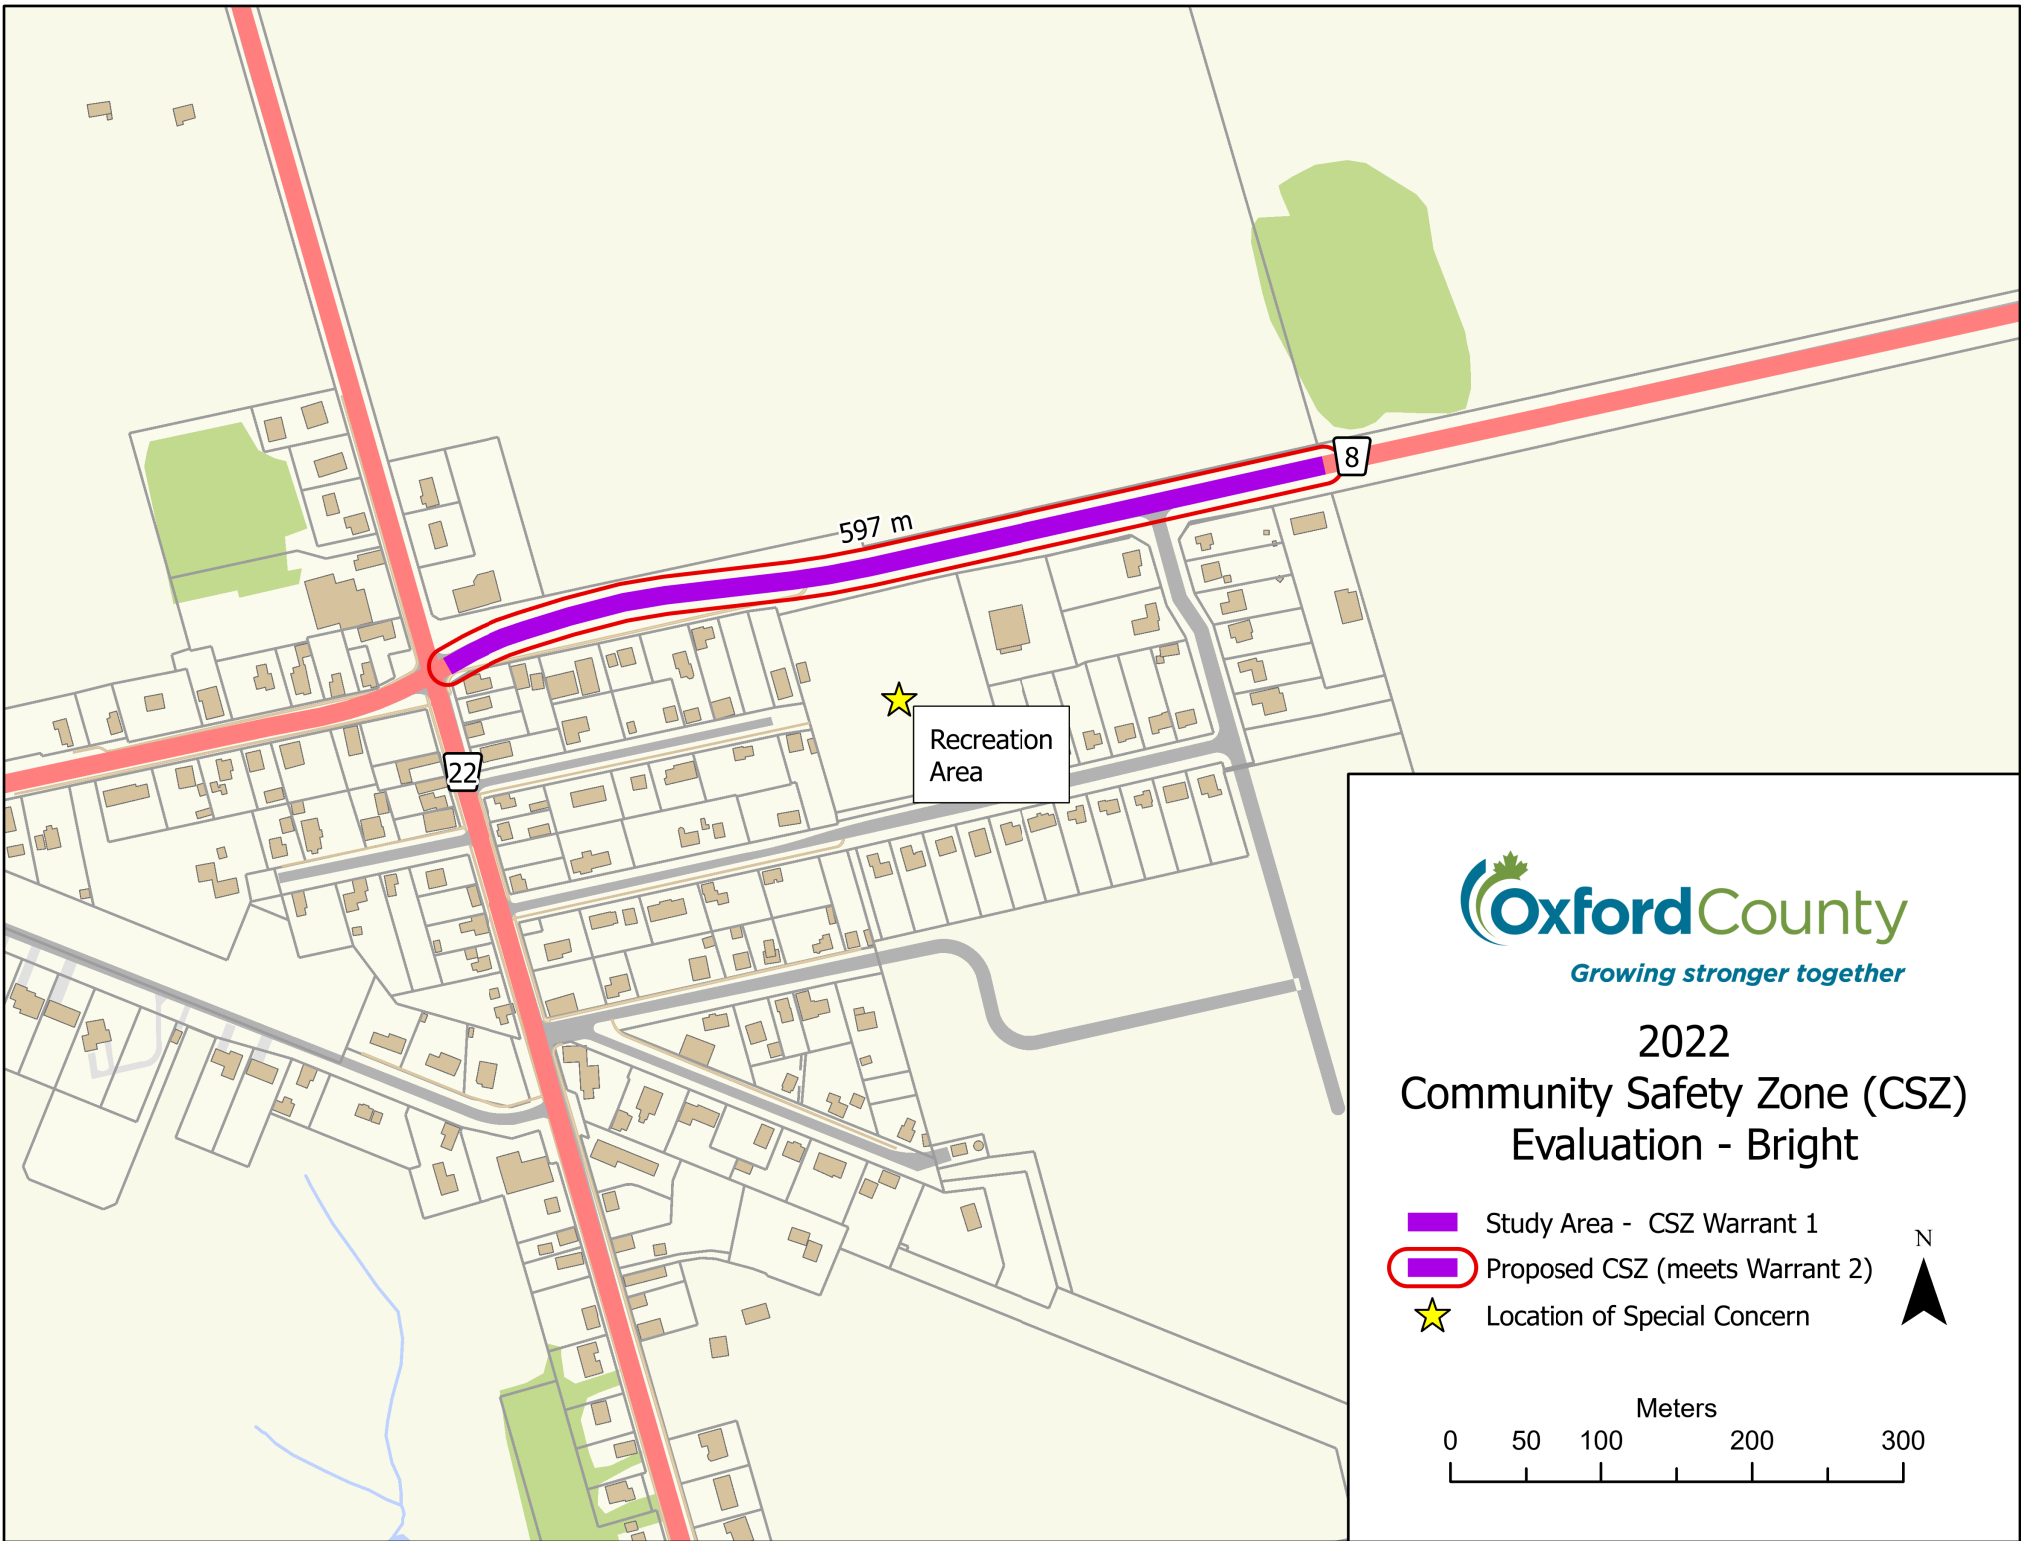 8
597 m
Recreation
Area
22
OxfordCounty
Growing stronger together
2022
Community Safety Zone (CSZ)
Evaluation - Bright
Study Area - CSZ Warrant 1
Proposed CSZ (meets Warrant 2)
Location of Special Concern
N
Meters
0 50 100 200 300